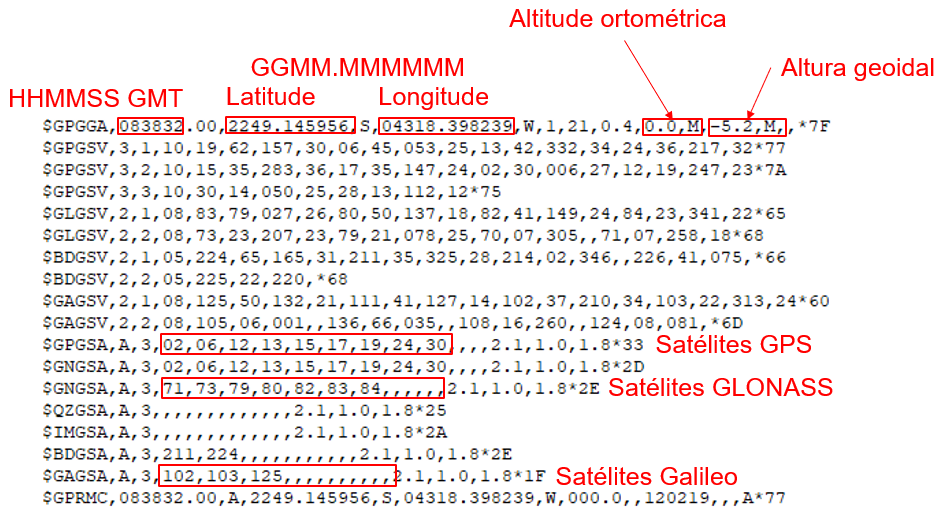 Altitude ortométrica
GGMM.MMMMMM
Altura geoidal
HHMMSS GMT Latitude Longitude
$GPGGA,083832.00,2249.145956,S,04318.398239,W,1,21,0.4,0.0,M,-5.2,M,,*7F
$GPGSV,3,1,10,19,62,157,30,06,45,053,25,13,42,332,34,24,36,217,32*77
$GPGSV,3,2,10,15,35,283,36,17,35,147,24,02,30,006,27,12,19,247,23*7A
$GPGSV,3,3,10,30,14,050,25,28,13,112,12*75
$GLGSV,2,1,08,83,79,027,26,80,50,137,18,82,41,149,24,84,23,341,22*65
$GLGSV,2,2,08,73,23,207,23,79,21,078,25,70,07,305,,71,07,258,18*68
$BDGSV,2,1,05,224,65,165,31,211,35,325,28,214,02,346,,226,41,075,*66
$BDGSV,2,2,05,225,22,220,*68
$GAGSV,2,1,08,125,50,132,21,111,41,127,14,102,37,210,34,103,22,313,24*60
$GAGSV,2,2,08,105,06,001,,136,66,035,,108,16,260,,124,08,081,*6D
$GPGSA,A,3,02,06,12,13,15,17,19,24,30,,,,2.1,1.0,1.8*33 Satélites GPS
$GNGSA,A,3,02,06,12,13,15,17,19,24,30,,,,2.1,1.0,1.8*2D
$GNGSA,A,3,71,73,79,80,82,83,84,,,,,,2.1,1.0,1.8*2E Satélites GLONASS
$QZGSA,A,3,,,,,,,,,,,,,2.1,1.0,1.8*25
$IMGSA,A,3,,,,,,,,,,,,,2.1,1.0,1.8*2A
$BDGSA,A,3,211,224,,,,,,,,,,,2.1,1.0,1.8*2E
$GAGSA,A,3,102,103,125,,,,,,,,,,2.1,1.0,1.8*1F Satélites Galileo
$GPRMC,083832.00,A,2249.145956,S,04318.398239,W,000.0,,120219,,,A*77